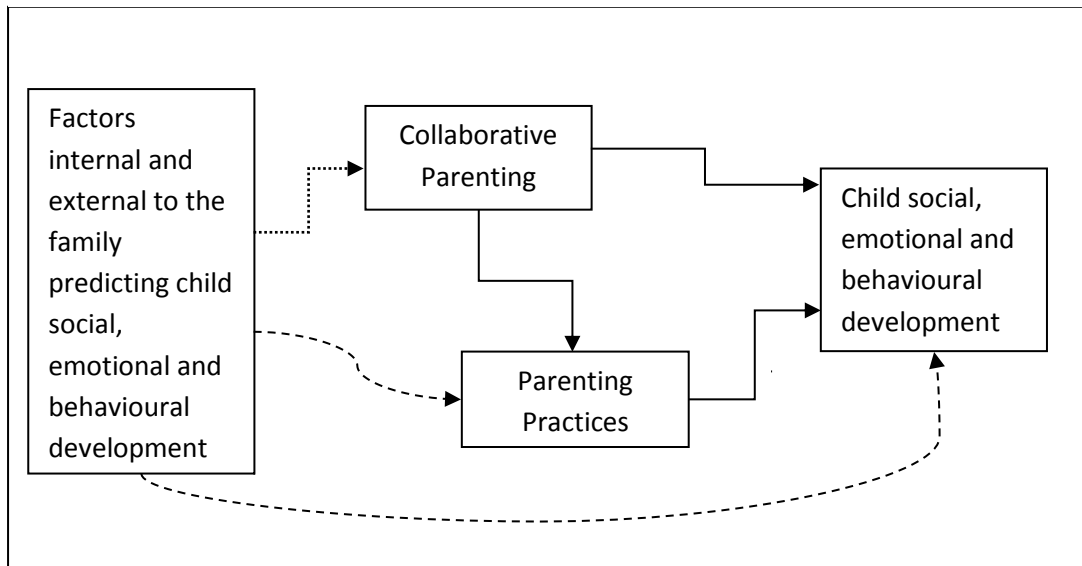 Factors
internal and
external to the
family
predicting child
social,
emotional and
behavioural
development
Collaborative
Parenting
Parenting
Practices
Child social,
emotional and
behavioural
development